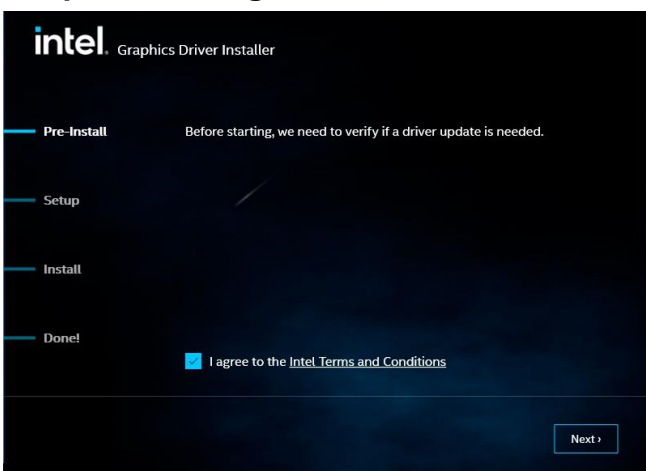 intel. Graphics Driver Installer
Pre-Install
Before starting, we need to verify if a driver update is needed.
Setup
Install
Done!
I agree to the Intel Terms and Conditions
Next ›